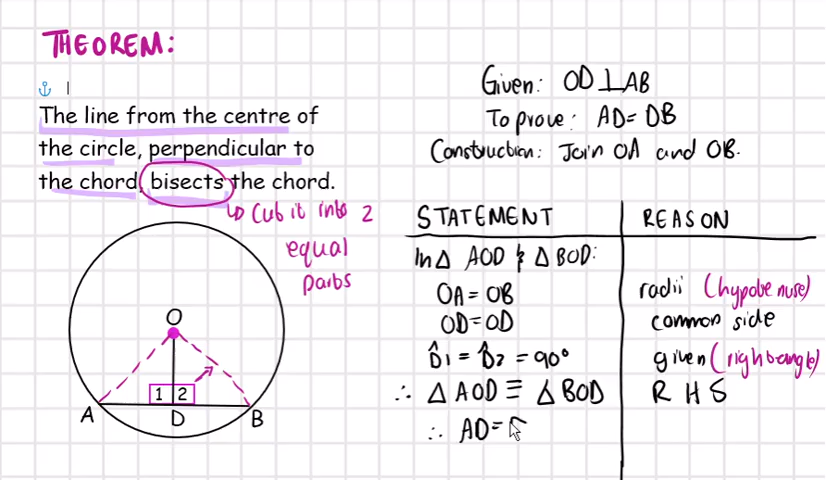 THEOREM:
The line from the centre of
the circle, perpendicular to
the chord, bisects the chord.
↳ Cut it into 2
equal
parts
O
1 2
A
D
B
Given: OD ⊥ AB
To prove: AD = DB
Construction: Join OA and OB.
STATEMENT REASON
In Δ AOD & Δ BOD:
OA = OB radii (hypotenuse)
OD = OD common side
D̂1 = D̂2 = 90° given (right angle)
∴ Δ AOD ≡ Δ BOD R H S
∴ AD =